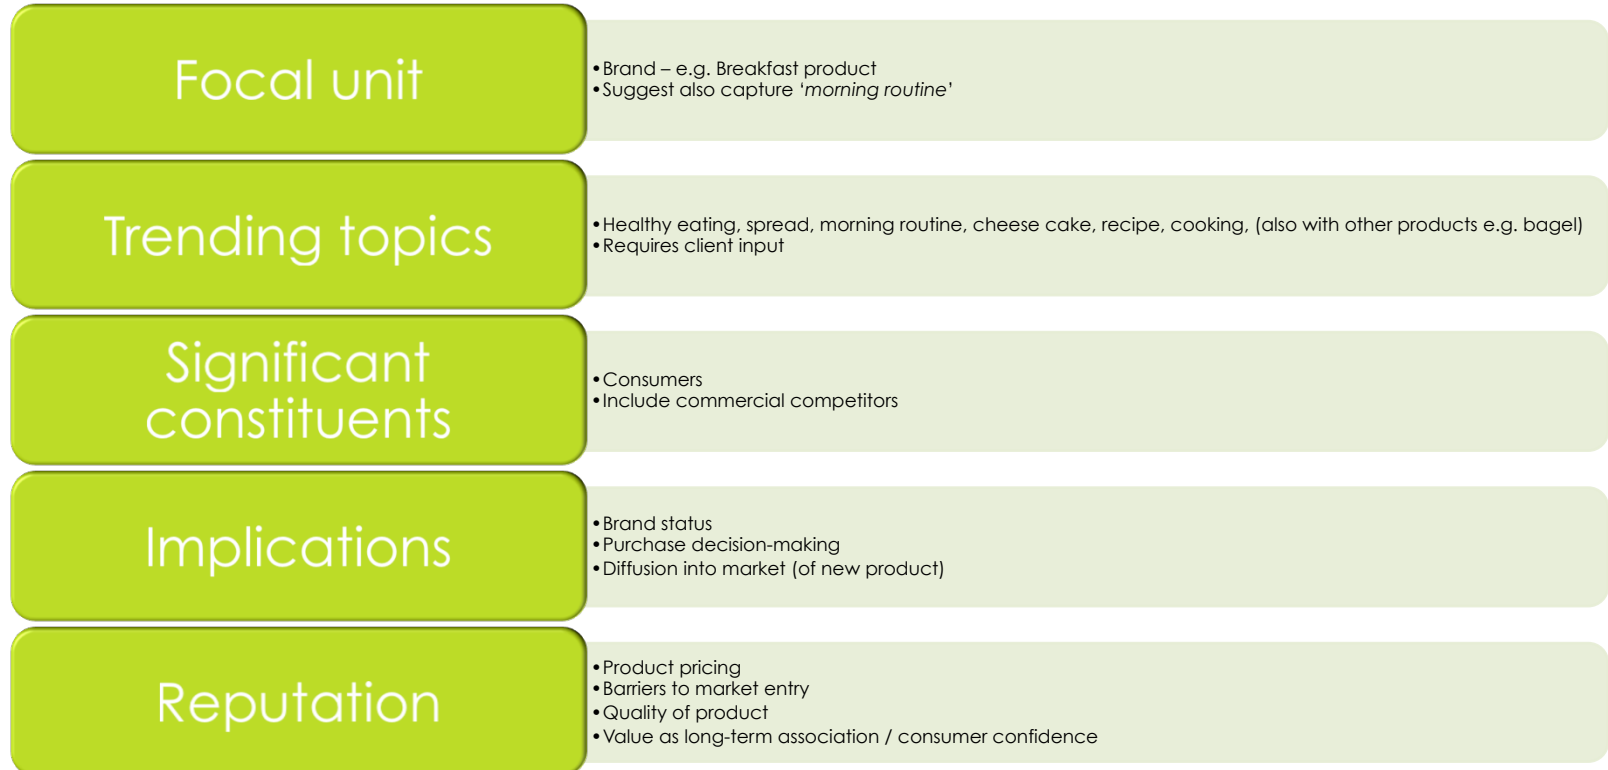 Focal unit
•Brand – e.g. Breakfast product
•Suggest also capture ‘morning routine’
Trending topics
•Healthy eating, spread, morning routine, cheese cake, recipe, cooking, (also with other products e.g. bagel)
•Requires client input
Significant
constituents
•Consumers
•Include commercial competitors
Implications
•Brand status
•Purchase decision-making
•Diffusion into market (of new product)
Reputation
•Product pricing
•Barriers to market entry
•Quality of product
•Value as long-term association / consumer confidence